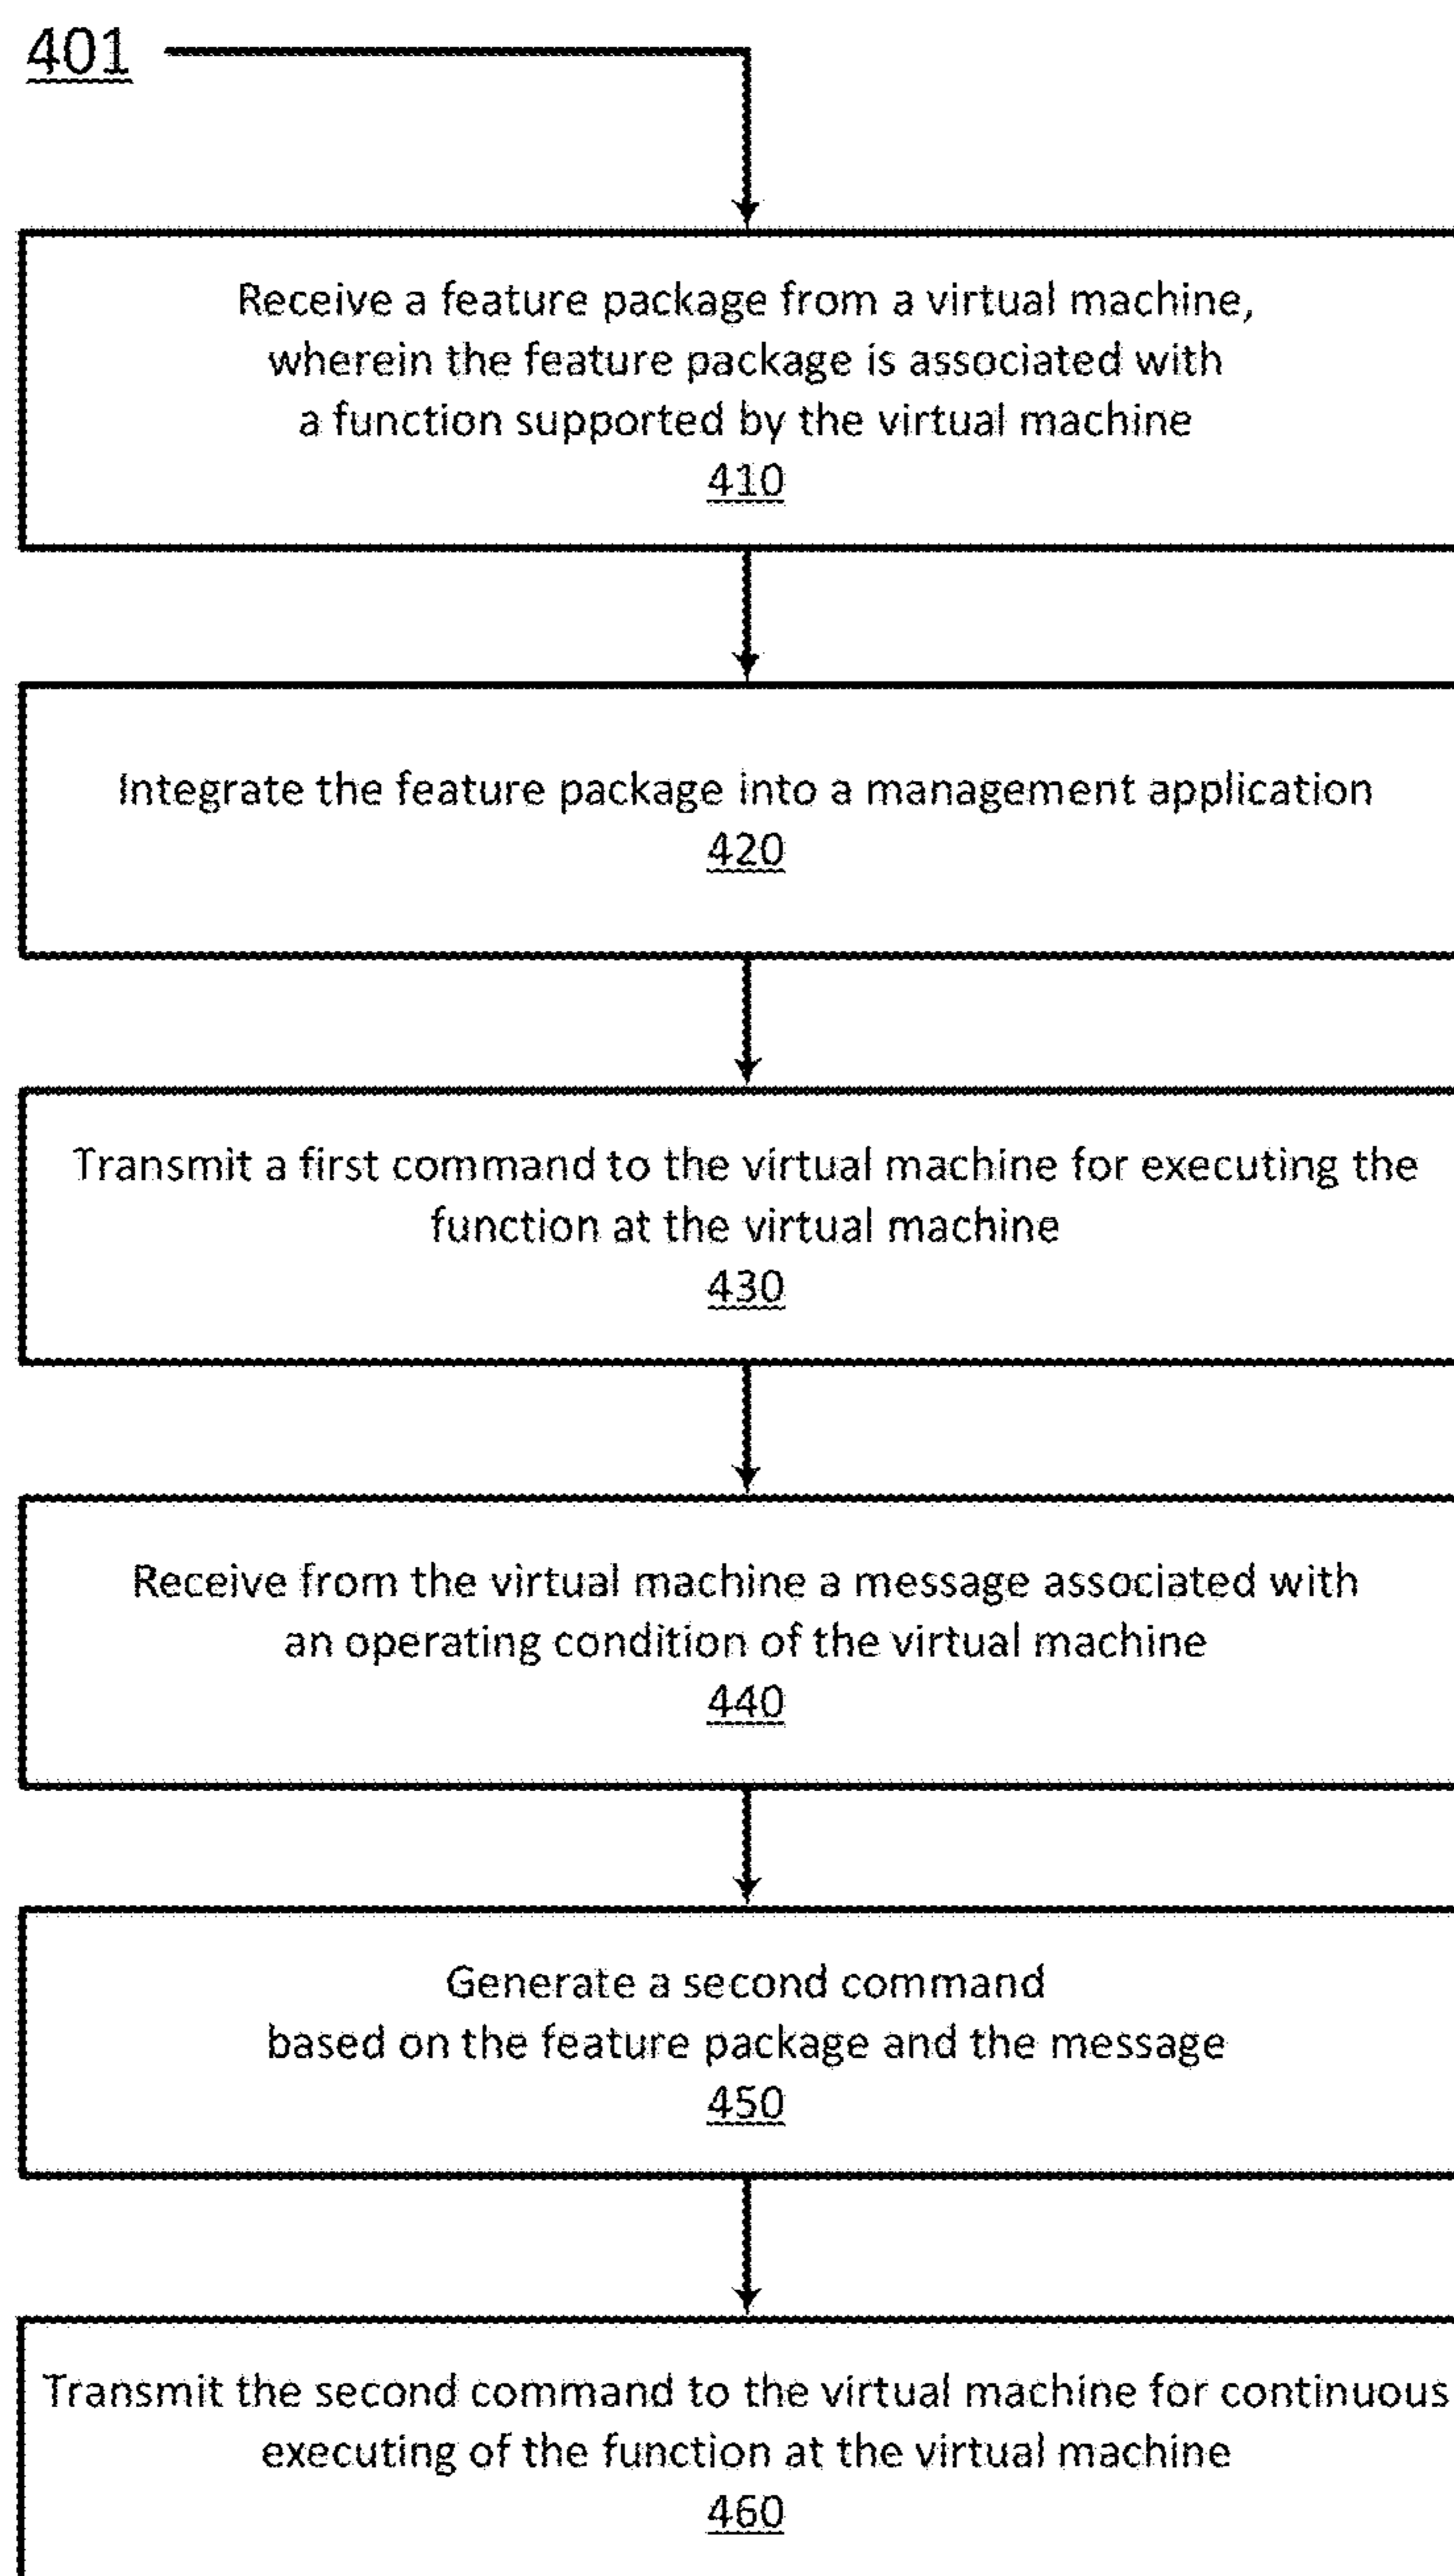 401
Receive a feature package from a virtual machine,
wherein the feature package is associated with
a function supported by the virtual machine
410
Integrate the feature package into a management application
420
Transmit a first command to the virtual machine for executing the
function at the virtual machine
430
Receive from the virtual machine a message associated with
an operating condition of the virtual machine
440
Generate a second command
based on the feature package and the message
450
Transmit the second command to the virtual machine for continuous
executing of the function at the virtual machine
460